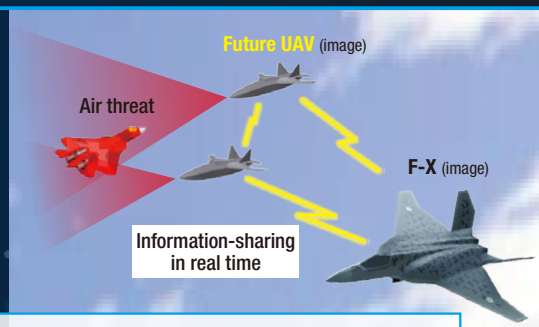 Future UAV (image)
Air threat
F-X (image)
Information-sharing
in real time